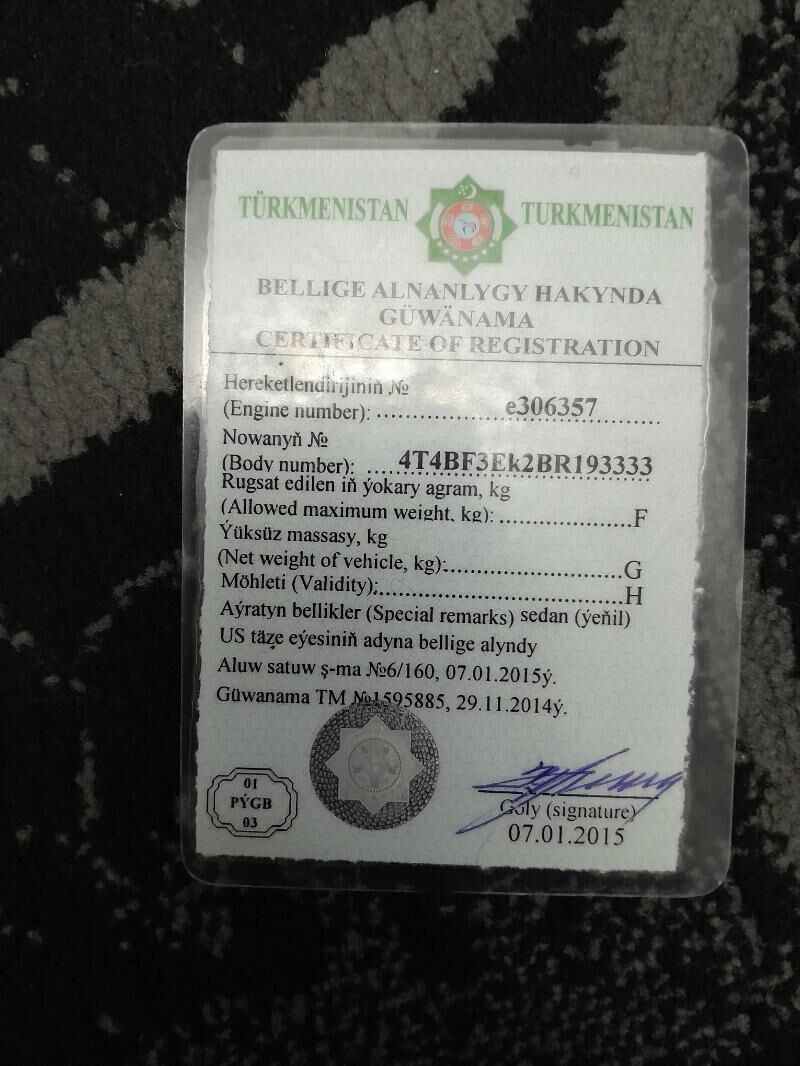 TÜRKMENISTAN TURKMENISTAN
BELLIGE ALNANLYGY HAKYNDA
GÜWÄNAMA
CERTIFICATE OF REGISTRATION
Hereketlendirijiniň №
(Engine number): ......................e306357..........
Nowanyň №
(Body number): .....4T4BF3Ek2BR193333
Rugsat edilen iň ýokary agram, kg
(Allowed maximum weight, kg): ......................F
Ýüksüz massasy, kg
(Net weight of vehicle, kg):............................G
Möhleti (Validity):.......................................H
Aýratyn bellikler (Special remarks) sedan (ýeňil)
US täze eýesiniň adyna bellige alyndy
Aluw satuw ş-ma №6/160, 07.01.2015ý.
Güwanama TM №1595885, 29.11.2014ý.
01
PÝGB
03
Goly (signature)
07.01.2015